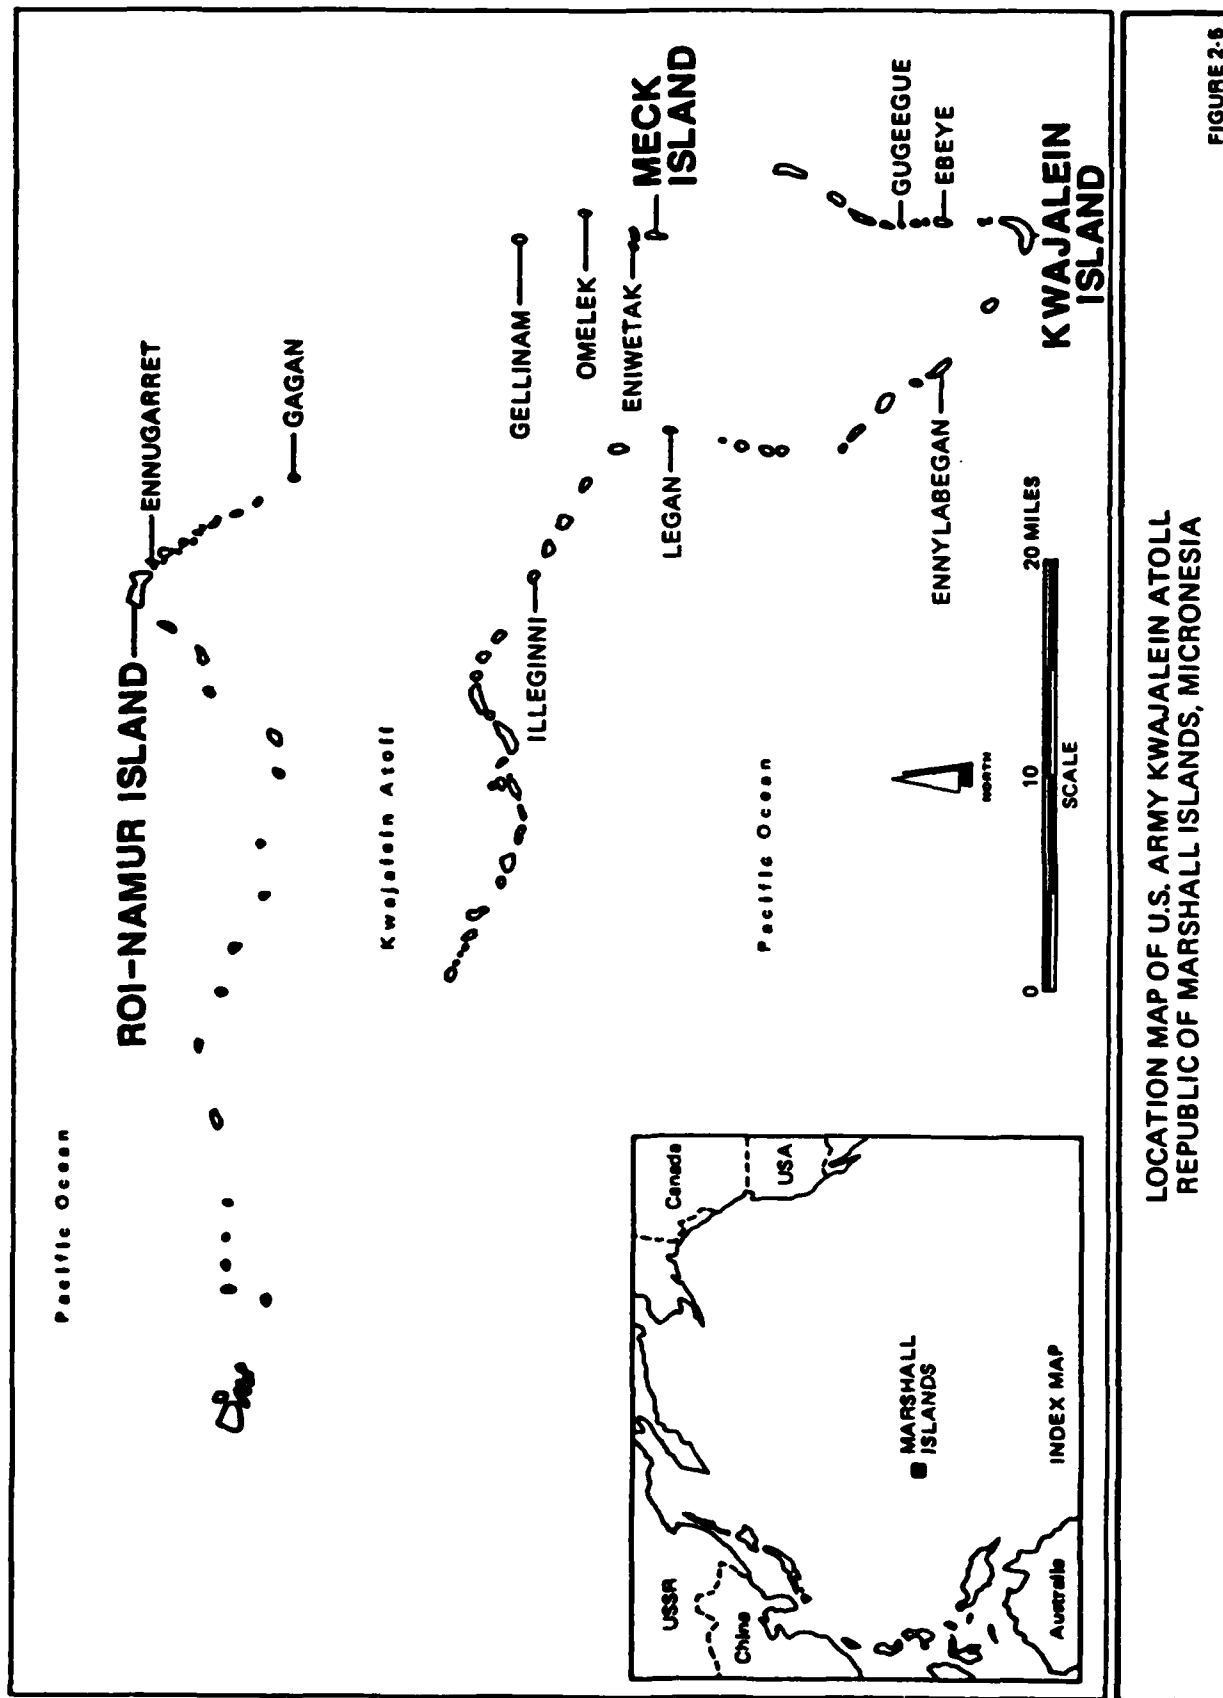 Pacific Ocean
ROI-NAMUR ISLAND
ENNUGARRET
GAGAN
Kwajalein Atoll
GELLINAM
OMELEK
ILLEGINNI
ENIWETAK
MECK
ISLAND
LEGAN
Pacific Ocean
GUGEEGUE
ENNYLABEGAN
EBEYE
NORTH
0
10
20 MILES
SCALE
KWAJALEIN
ISLAND
USSR
China
Canada
USA
MARSHALL
ISLANDS
Australia
INDEX MAP
LOCATION MAP OF U.S. ARMY KWAJALEIN ATOLL
REPUBLIC OF MARSHALL ISLANDS, MICRONESIA
FIGURE 2-5